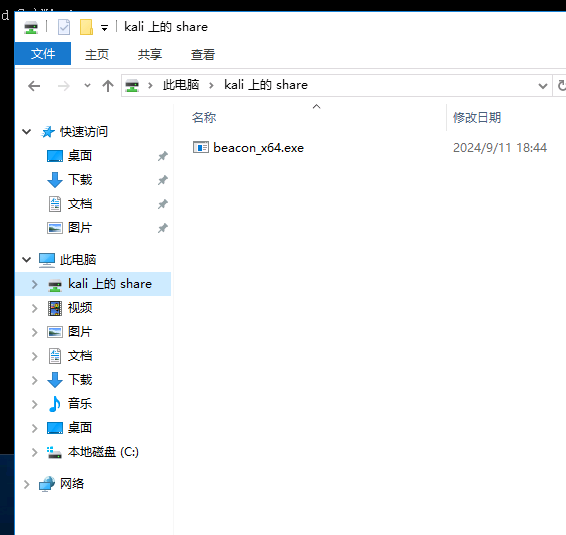 kali 上的 share
文件 主页 共享 查看
此电脑 kali 上的 share
名称 修改日期
快速访问
beacon_x64.exe 2024/9/11 18:44
桌面
下载
文档
图片
此电脑
kali 上的 share
视频
图片
文档
下载
音乐
桌面
本地磁盘 (C:)
网络